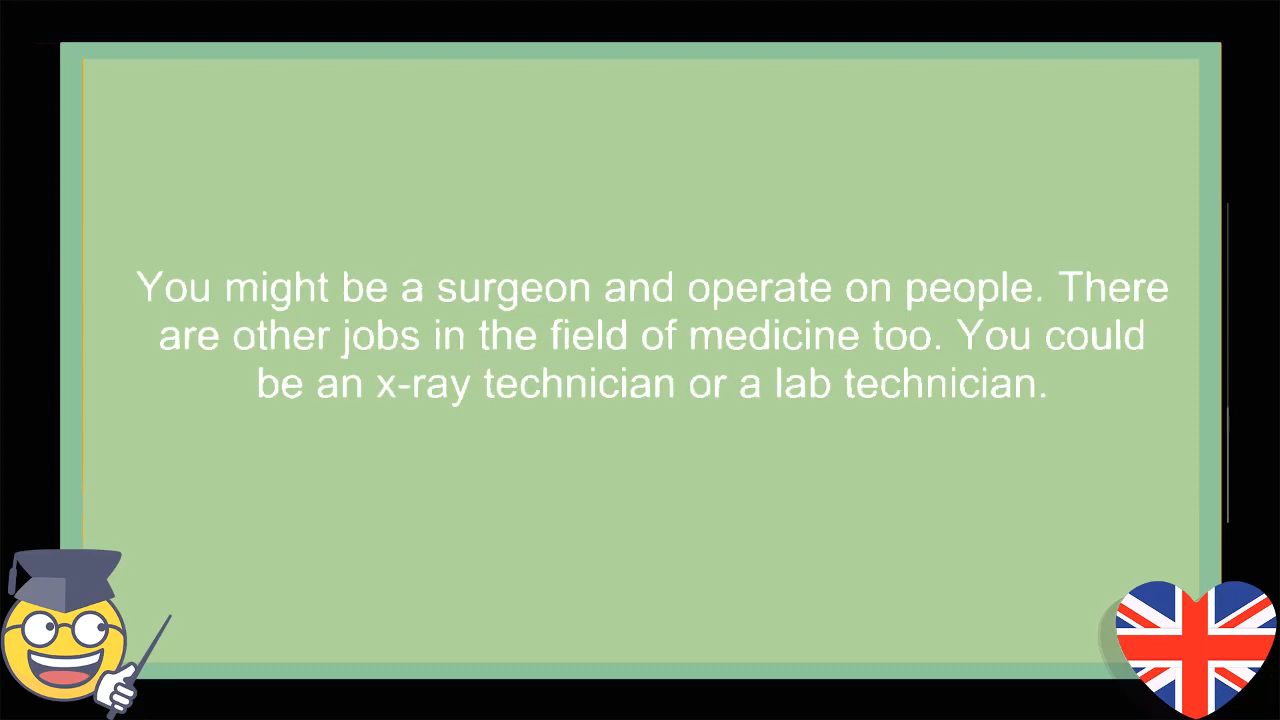 You might be a surgeon and operate on people. There
are other jobs in the field of medicine too. You could
be an x-ray technician or a lab technician.